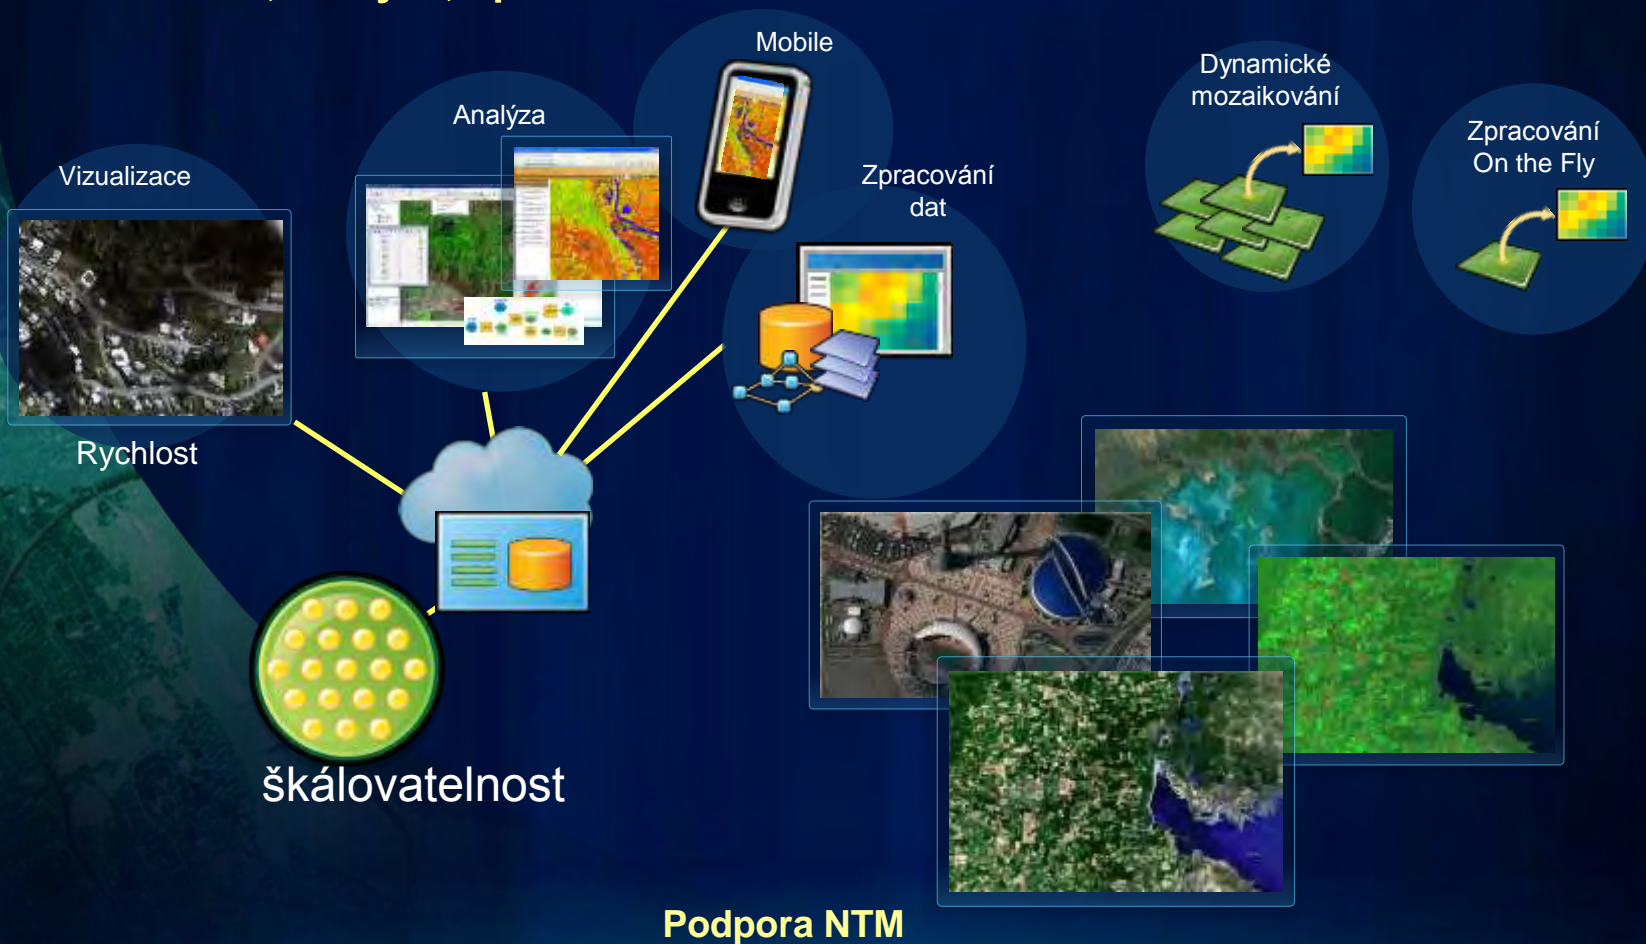 Mobile
Dynamické
mozaikování
Analýza
Zpracování
On the Fly
Vizualizace
Zpracování
dat
Rychlost
škálovatelnost
Podpora NTM